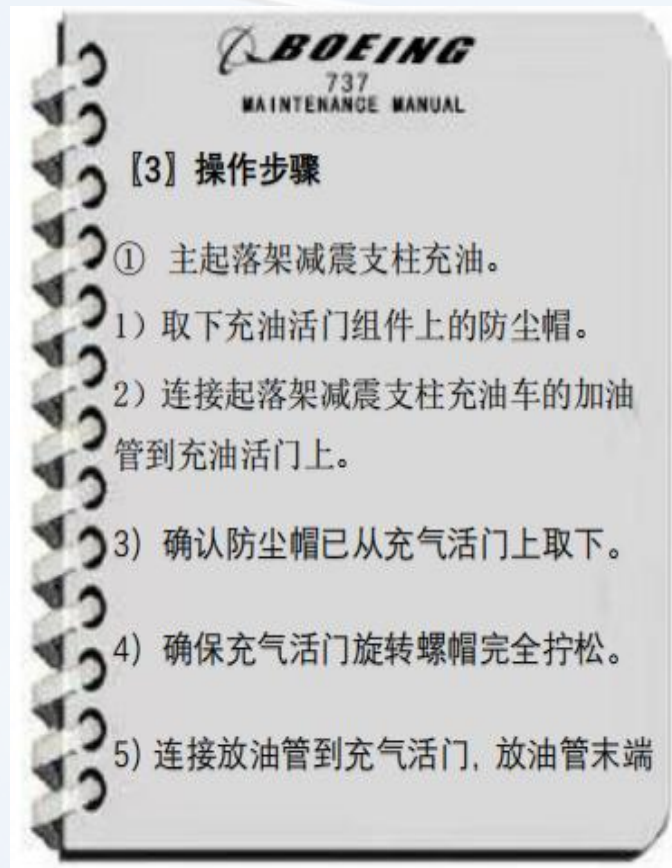 BOEING
737
MAINTENANCE MANUAL
〖3〗操作步骤
① 主起落架减震支柱充油。
1）取下充油活门组件上的防尘帽。
2）连接起落架减震支柱充油车的加油
管到充油活门上。
3）确认防尘帽已从充气活门上取下。
4）确保充气活门旋转螺帽完全拧松。
5）连接放油管到充气活门，放油管末端